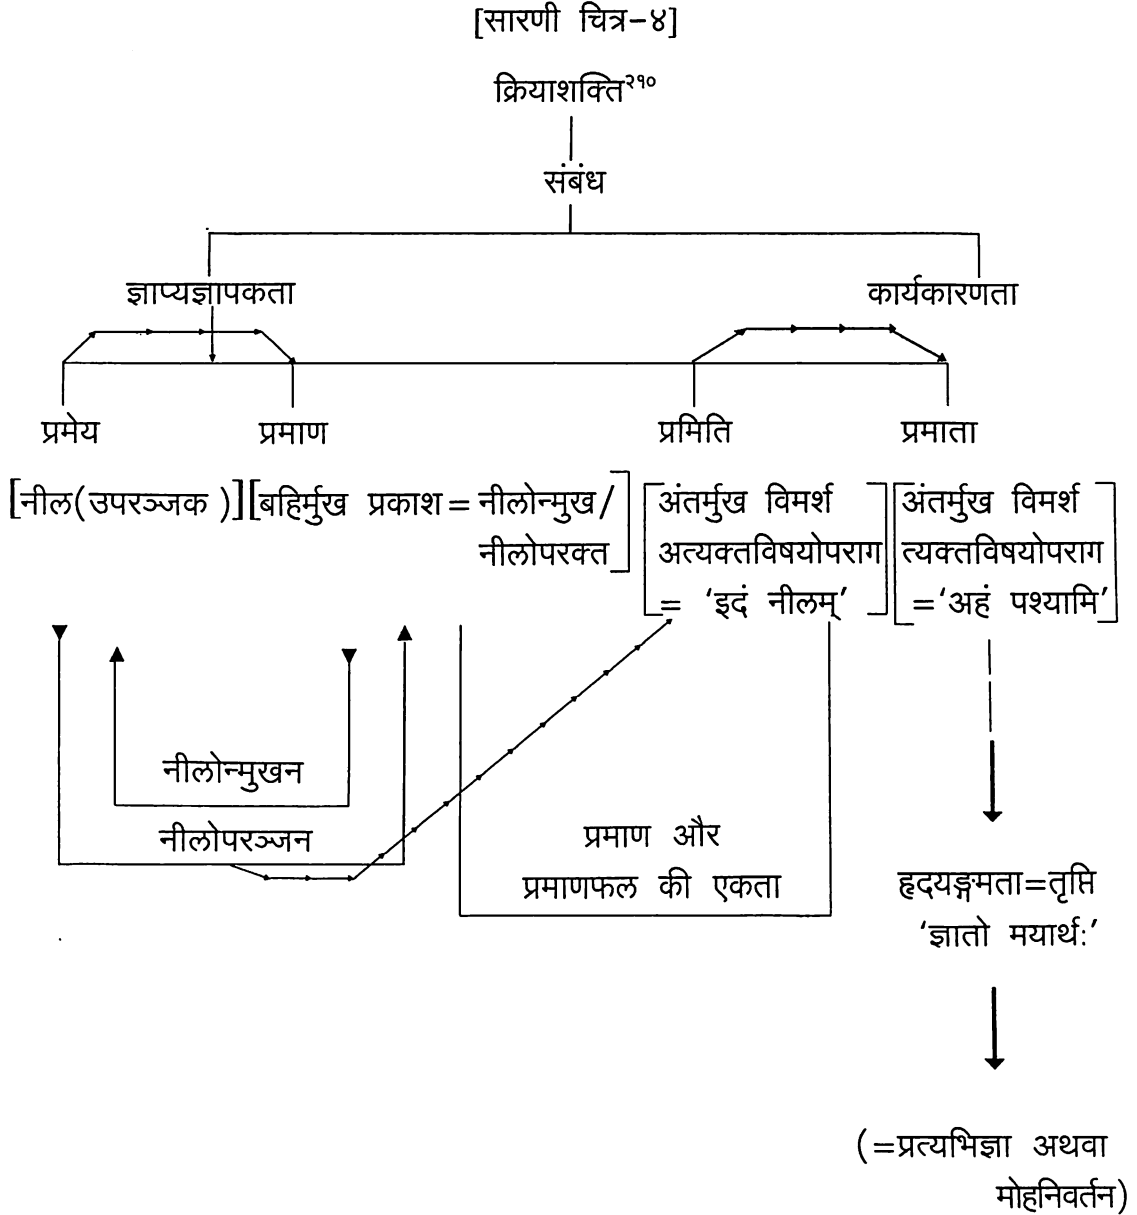 [सारणी चित्र-४]
क्रियाशक्ति२१०
संबंध
ज्ञाप्यज्ञापकता कार्यकारणता
प्रमेय प्रमाण प्रमिति प्रमाता
[नील(उपरञ्जक )][बहिर्मुख प्रकाश=नीलोन्मुख/
नीलोपरक्त]
[अंतर्मुख विमर्श
अत्यक्तविषयोपराग
= ‘इदं नीलम्’]
[अंतर्मुख विमर्श
त्यक्तविषयोपराग
=‘अहं पश्यामि’]
नीलोन्मुखन
नीलोपरञ्जन
प्रमाण और
प्रमाणफल की एकता
हृदयङ्गमता=तृप्ति
‘ज्ञातो मयार्थः’
(=प्रत्यभिज्ञा अथवा
मोहनिवर्तन)